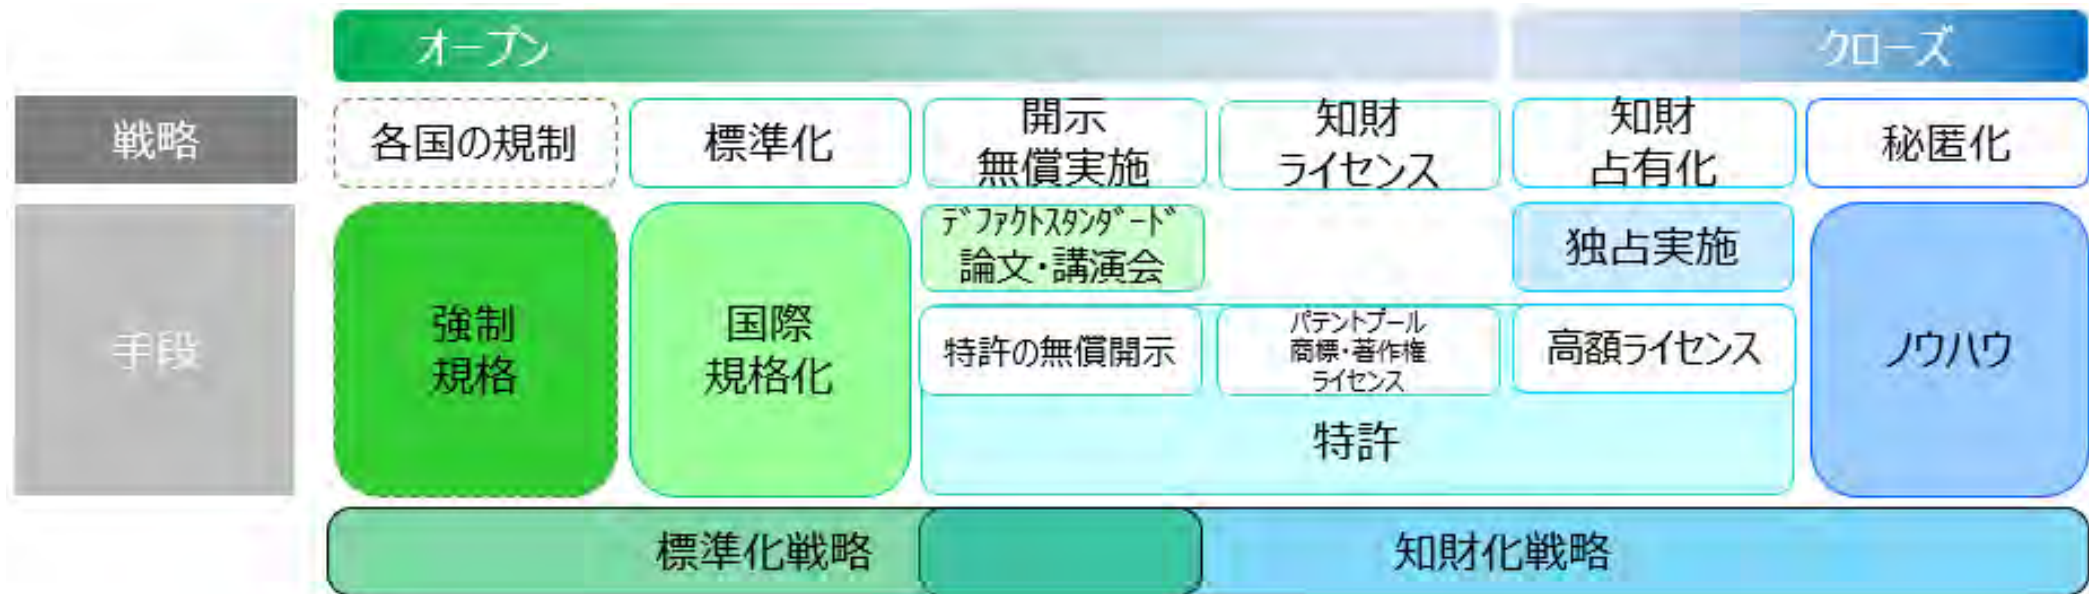 オープン
クローズ
戦略
各国の規制
標準化
開示
無償実施
知財
ライセンス
知財
占有化
秘匿化
手段
強制
規格
国際
規格化
ﾃﾞﾌｧｸﾄｽﾀﾝﾀﾞｰﾄﾞ
論文・講演会
独占実施
特許の無償開示
パテントプール
商標・著作権
ライセンス
高額ライセンス
ノウハウ
特許
標準化戦略
知財化戦略